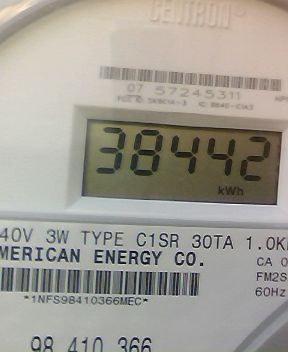 CENTRON®
07 57245311
38442
kWh
40V 3W TYPE C1SR 30TA 1.0K
MERICAN ENERGY CO.
CA 0
FM2S
60Hz
*1NFS98410366MEC*
98 410 366